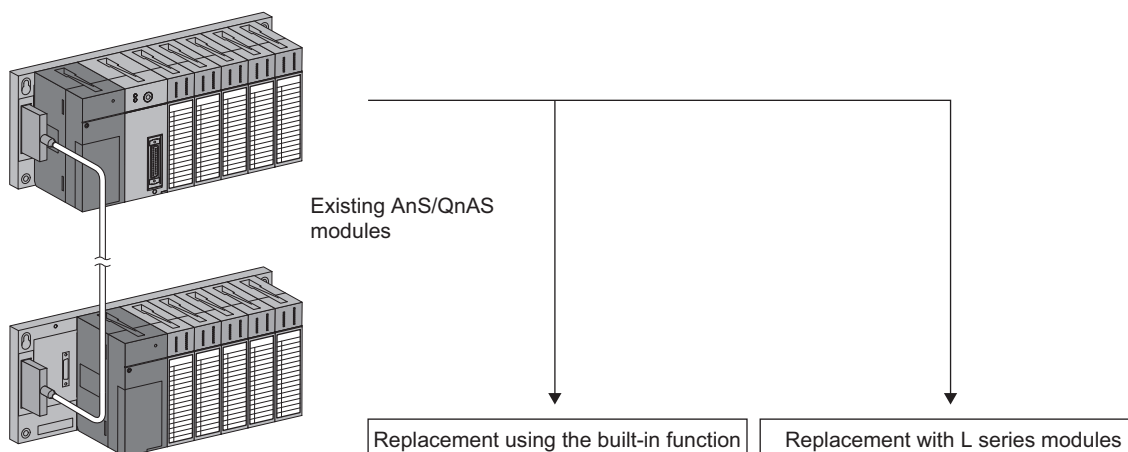 Existing AnS/QnAS
modules
Replacement using the built-in function
Replacement with L series modules